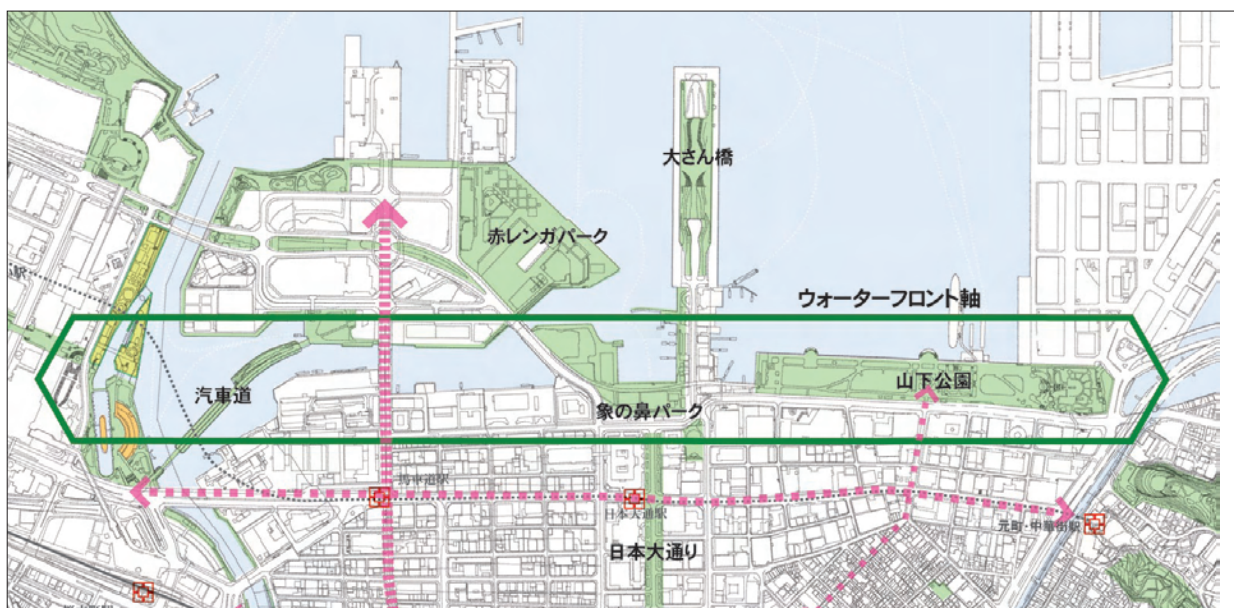 大さん橋
赤レンガパーク
ウォーターフロント軸
汽車道
山下公園
象の鼻パーク
馬車道駅
日本大通駅
元町・中華街駅
日本大通り